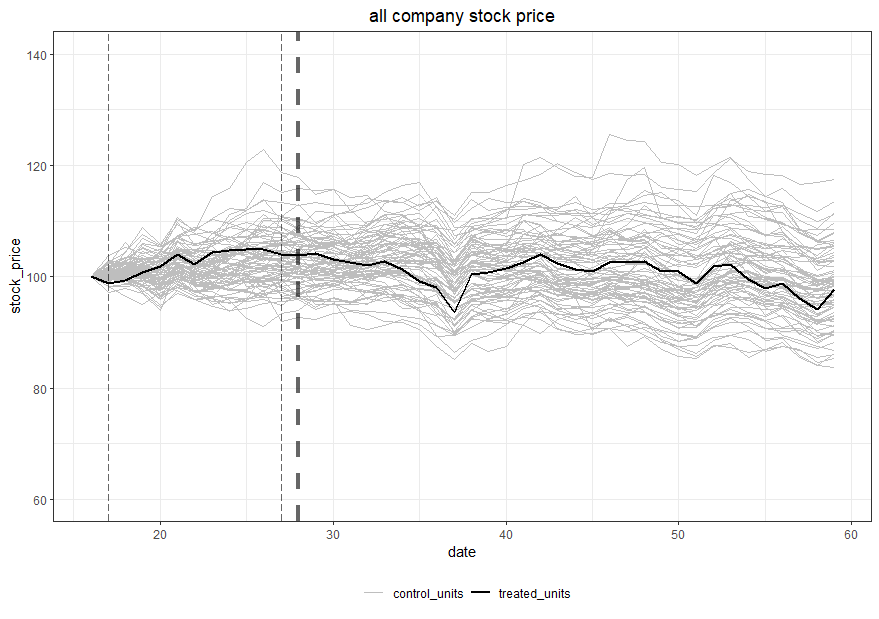 all company stock price
140
120
100
80
60
stock_price
20 30 40 50 60
date
control_units treated_units